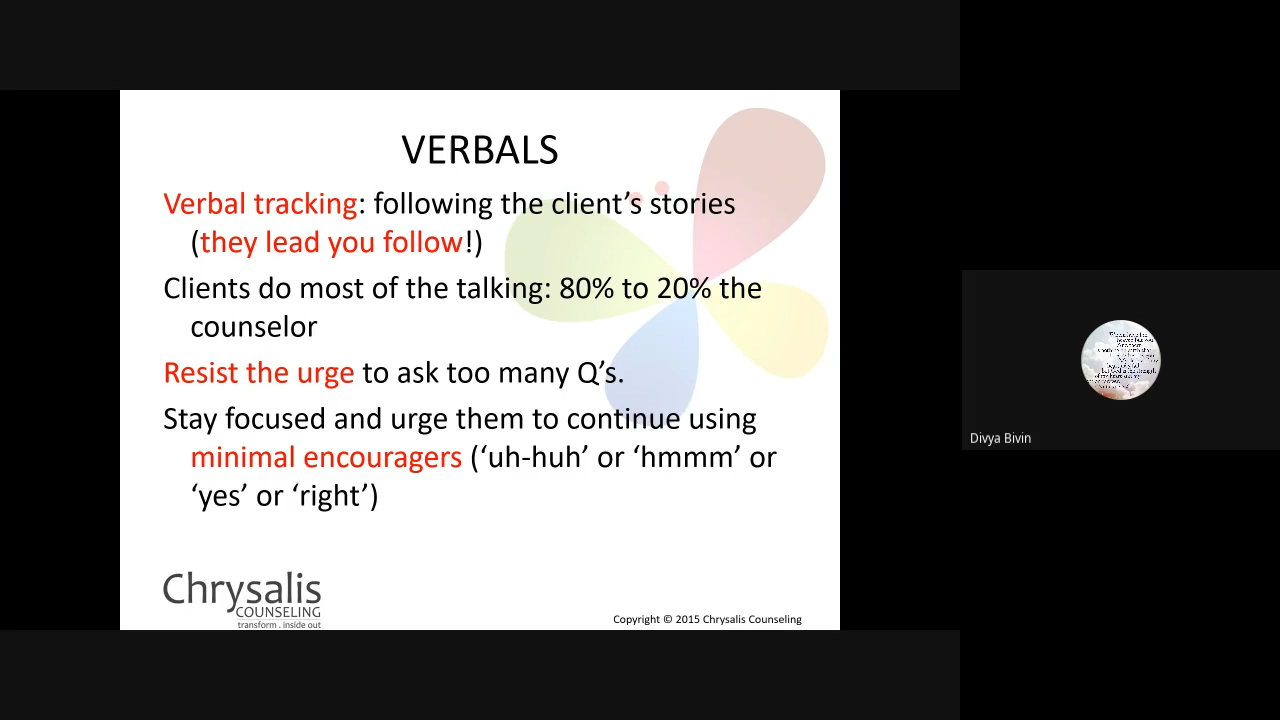 VERBALS
Verbal tracking: following the client’s stories
(they lead you follow!)
Clients do most of the talking: 80% to 20% the
counselor
Resist the urge to ask too many Q’s.
Stay focused and urge them to continue using
minimal encouragers (‘uh-huh’ or ‘hmmm’ or
‘yes’ or ‘right’)
Chrysalis
COUNSELING
transform . inside out
Copyright © 2015 Chrysalis Counseling
Divya Bivin